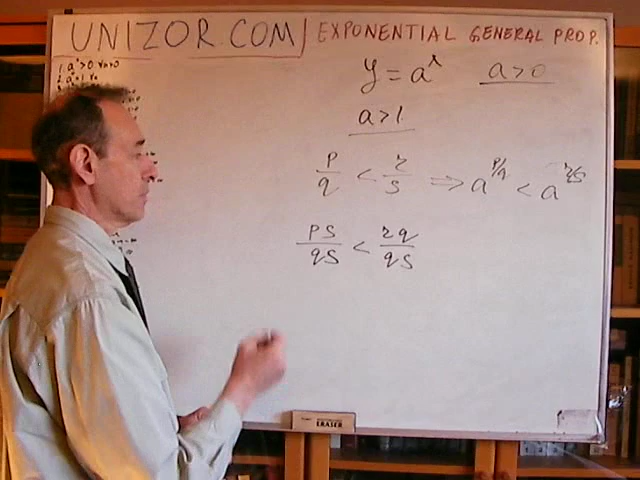 UNIZOR.COM/ EXPONENTIAL GENERAL PROP.
y = a^x a > 0
a > 1
p/q < r/s ⇒ a^p/q < a^r/s
ps/qs < rq/qs
ERASER